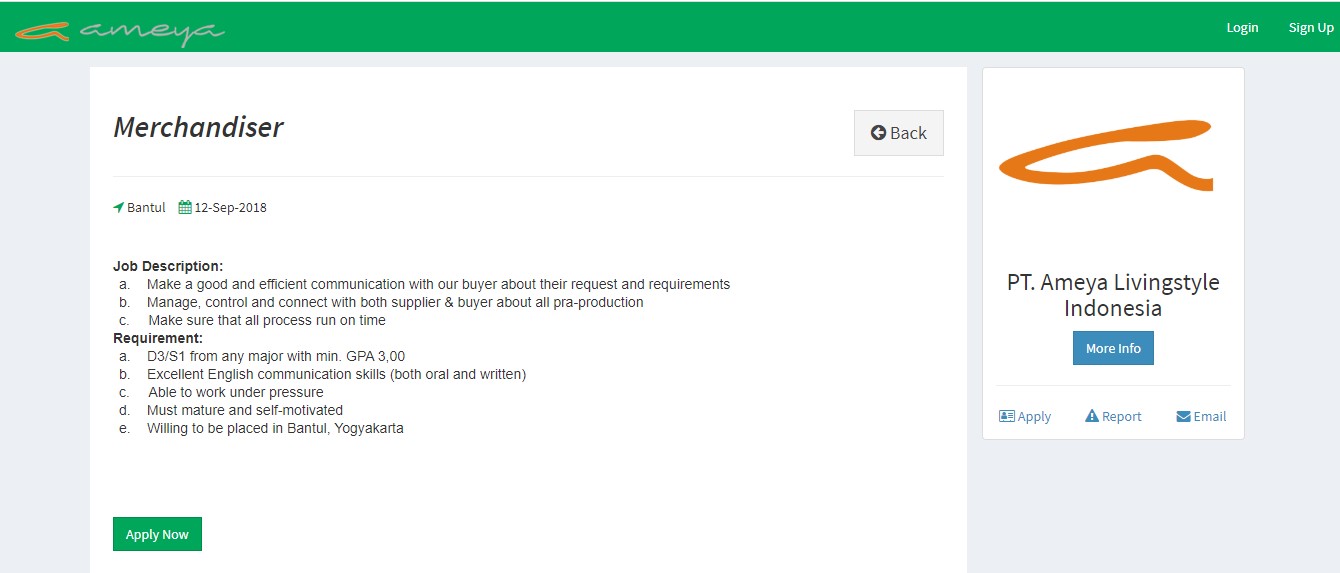 ameya
Login
Sign Up
Merchandiser
Back
Bantul 12-Sep-2018
Job Description:
a. Make a good and efficient communication with our buyer about their request and requirements
b. Manage, control and connect with both supplier & buyer about all pra-production
c. Make sure that all process run on time
Requirement:
a. D3/S1 from any major with min. GPA 3,00
b. Excellent English communication skills (both oral and written)
c. Able to work under pressure
d. Must mature and self-motivated
e. Willing to be placed in Bantul, Yogyakarta
Apply Now
PT. Ameya Livingstyle
Indonesia
More Info
Apply
Report
Email